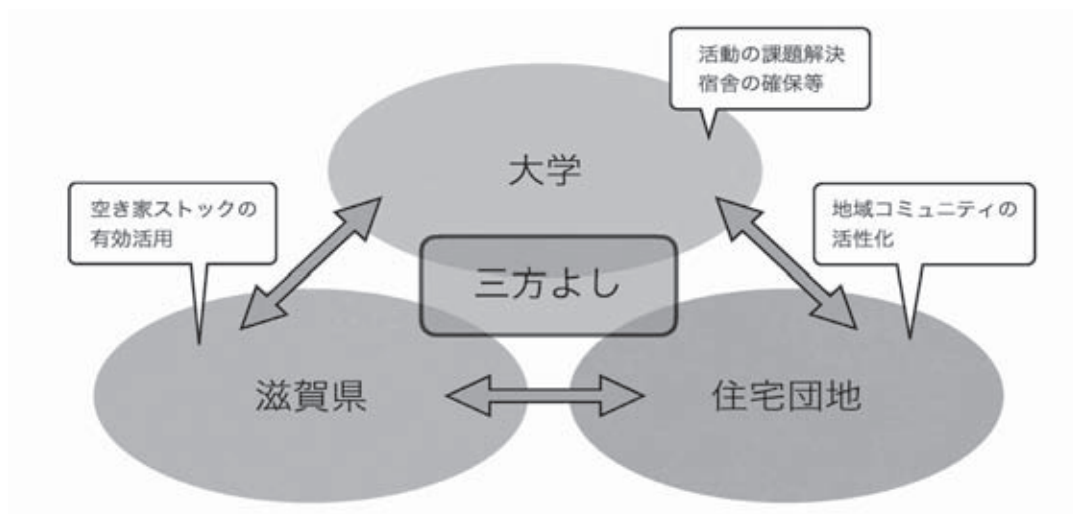 活動の課題解決
宿舎の確保等
大学
空き家ストックの
有効活用
地域コミュニティの
活性化
三方よし
滋賀県
住宅団地